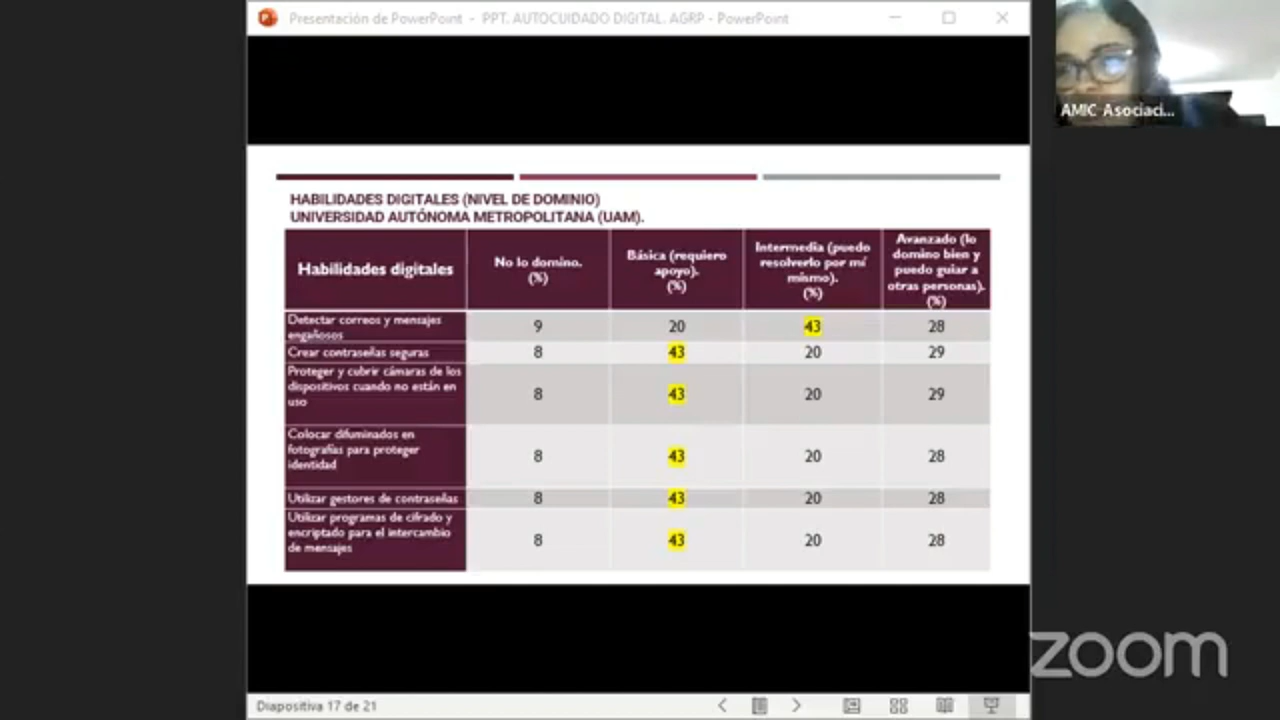 Presentación de PowerPoint - PPT. AUTOCUIDADO DIGITAL. AGRP - PowerPoint
AMIC Asociaci...
HABILIDADES DIGITALES (NIVEL DE DOMINIO)
UNIVERSIDAD AUTÓNOMA METROPOLITANA (UAM).
Habilidades digitales
No lo domino.
(%)
Básica (requiero
apoyo).
(%)
Intermedia (puedo
resolverlo por mí
mismo).
(%)
Avanzado (lo
domino bien y
puedo guiar a
otras personas).
(%)
Detectar correos y mensajes
engañosos
9 20 43 28
Crear contraseñas seguras
8 43 20 29
Proteger y cubrir cámaras de los
dispositivos cuando no están en
uso
8 43 20 29
Colocar difuminados en
fotografías para proteger
identidad
8 43 20 28
Utilizar gestores de contraseñas
8 43 20 28
Utilizar programas de cifrado y
encriptado para el intercambio
de mensajes
8 43 20 28
zoom
Diapositiva 17 de 21